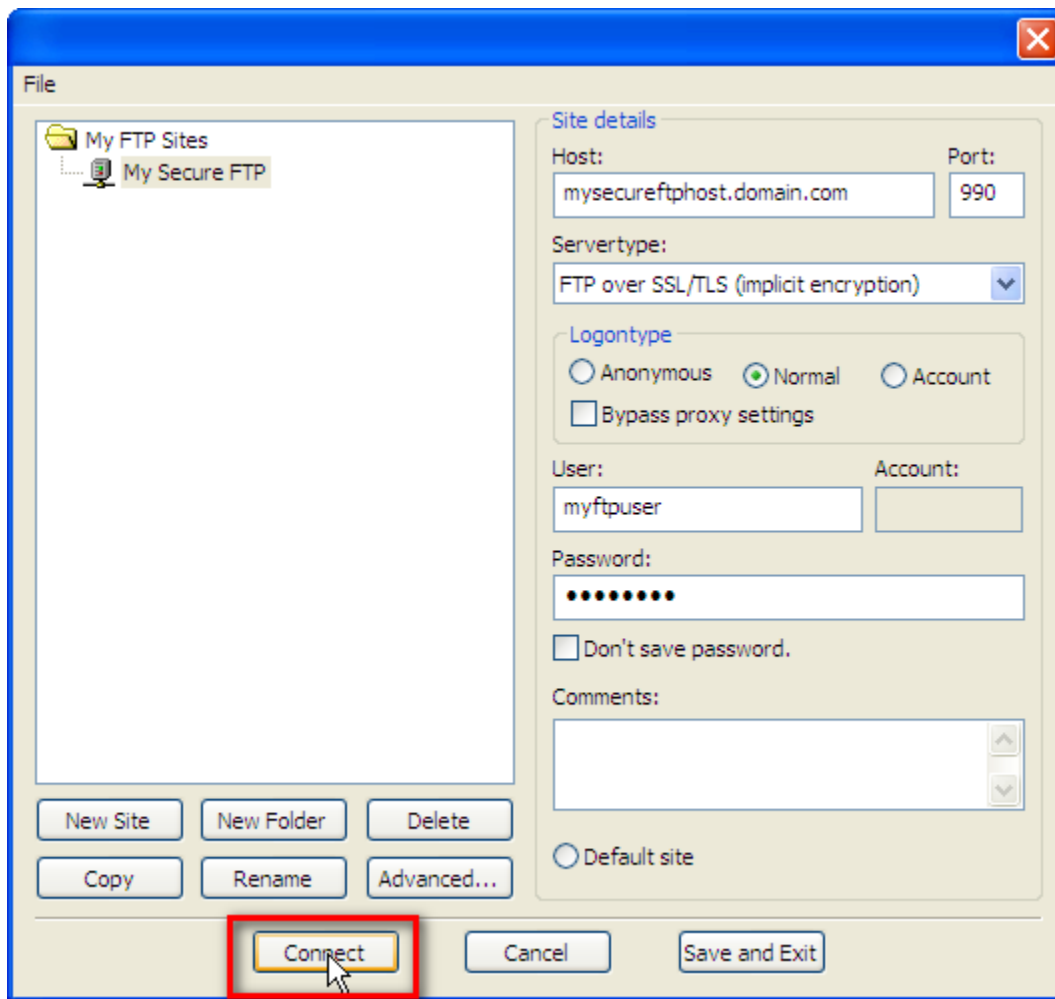 File
My FTP Sites
My Secure FTP
Site details
Host: Port:
mysecureftphost.domain.com 990
Servertype:
FTP over SSL/TLS (implicit encryption)
Logontype
Anonymous Normal Account
Bypass proxy settings
User: Account:
myftpuser
Password:
••••••••
Don't save password.
Comments:
Default site
New Site New Folder Delete
Copy Rename Advanced...
Connect Cancel Save and Exit